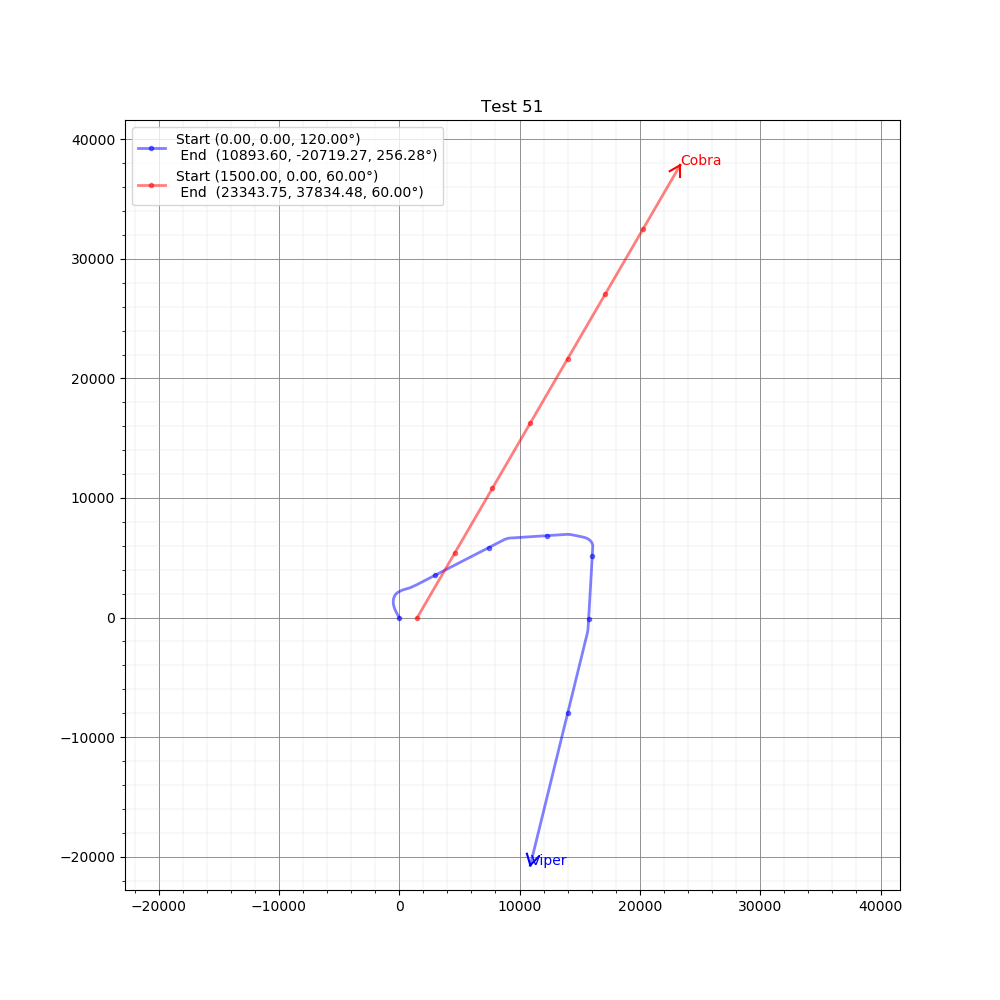 Test 51
Start (0.00, 0.00, 120.00°)
End (10893.60, -20719.27, 256.28°)
Start (1500.00, 0.00, 60.00°)
End (23343.75, 37834.48, 60.00°)
Cobra
Viper
40000
30000
20000
10000
0
−10000
−20000
−20000 −10000 0 10000 20000 30000 40000